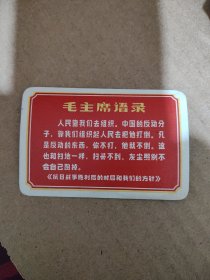 毛主席语录
人民靠我们去组织。中国的反动分
子，靠我们组织起人民去把他打倒。凡
是反动的东西，你不打，他就不倒。这
也和扫地一样，扫帚不到，灰尘照例不
会自己跑掉。
《抗日战争胜利后的时局和我们的方针》